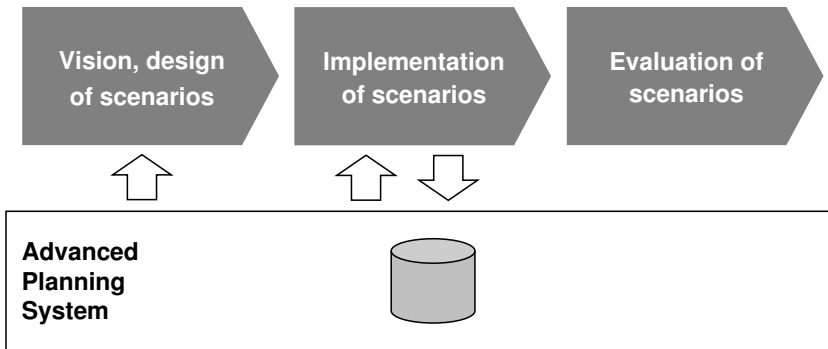 Vision, design
of scenarios
Implementation
of scenarios
Evaluation of
scenarios
Advanced
Planning
System